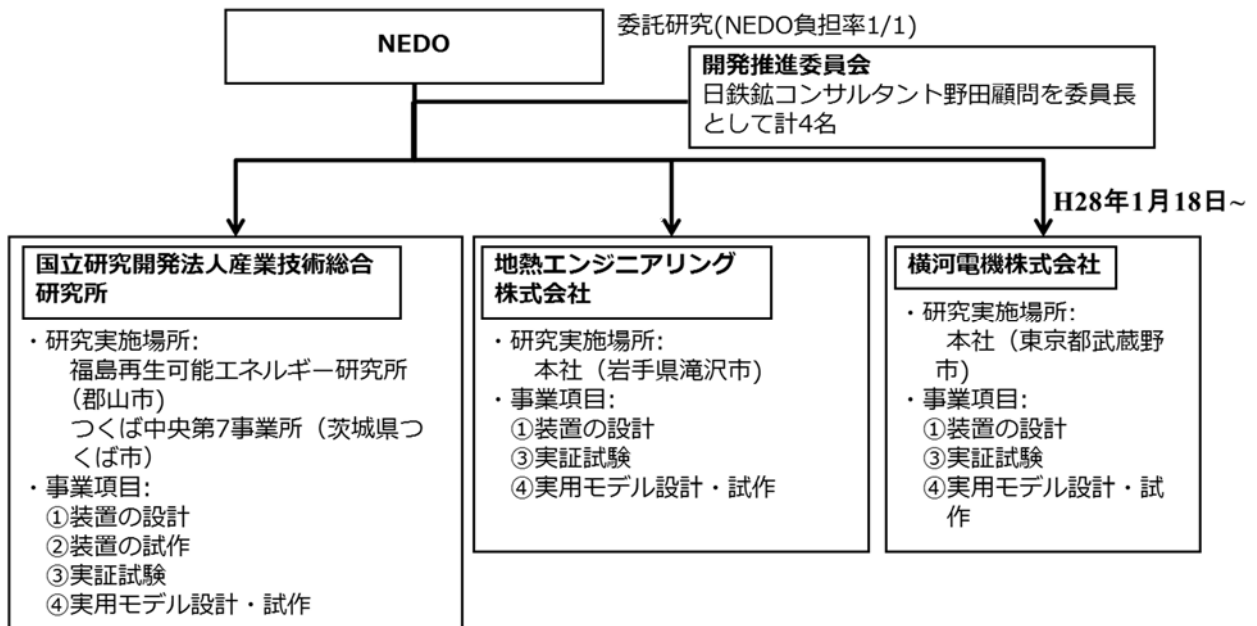 NEDO
委託研究(NEDO負担率1/1)
開発推進委員会
日鉄鉱コンサルタント野田顧問を委員長
として計4名
H28年1月18日~
国立研究開発法人産業技術総合
研究所
・研究実施場所:
福島再生可能エネルギー研究所
(郡山市)
つくば中央第7事業所（茨城県つ
くば市）
・事業項目:
①装置の設計
②装置の試作
③実証試験
④実用モデル設計・試作
地熱エンジニアリング
株式会社
・研究実施場所:
本社（岩手県滝沢市)
・事業項目:
①装置の設計
③実証試験
④実用モデル設計・試作
横河電機株式会社
・研究実施場所:
本社（東京都武蔵野
市)
・事業項目:
①装置の設計
③実証試験
④実用モデル設計・試
作